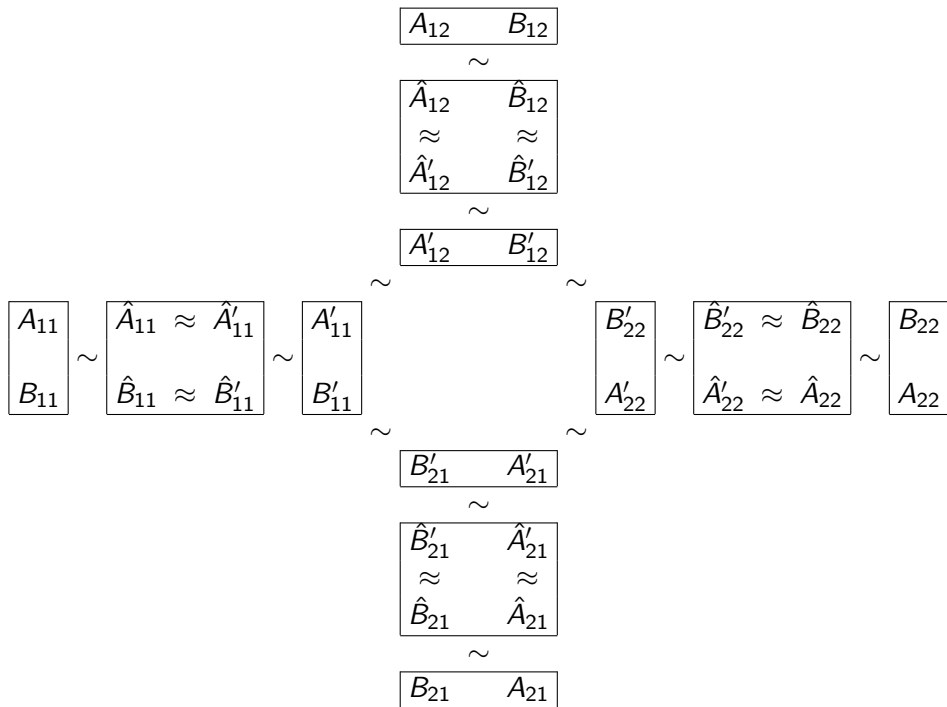 A₁₂ B₁₂
∼
Â₁₂ B̂₁₂
≈ ≈
Â′₁₂ B̂′₁₂
∼
A′₁₂ B′₁₂
∼ ∼
A₁₁ Â₁₁ ≈ Â′₁₁ A′₁₁ B′₂₂ B̂′₂₂ ≈ B̂₂₂ B₂₂
∼ ∼ ∼ ∼
B₁₁ B̂₁₁ ≈ B̂′₁₁ B′₁₁ A′₂₂ Â′₂₂ ≈ Â₂₂ A₂₂
∼ ∼
B′₂₁ A′₂₁
∼
B̂′₂₁ Â′₂₁
≈ ≈
B̂₂₁ Â₂₁
∼
B₂₁ A₂₁